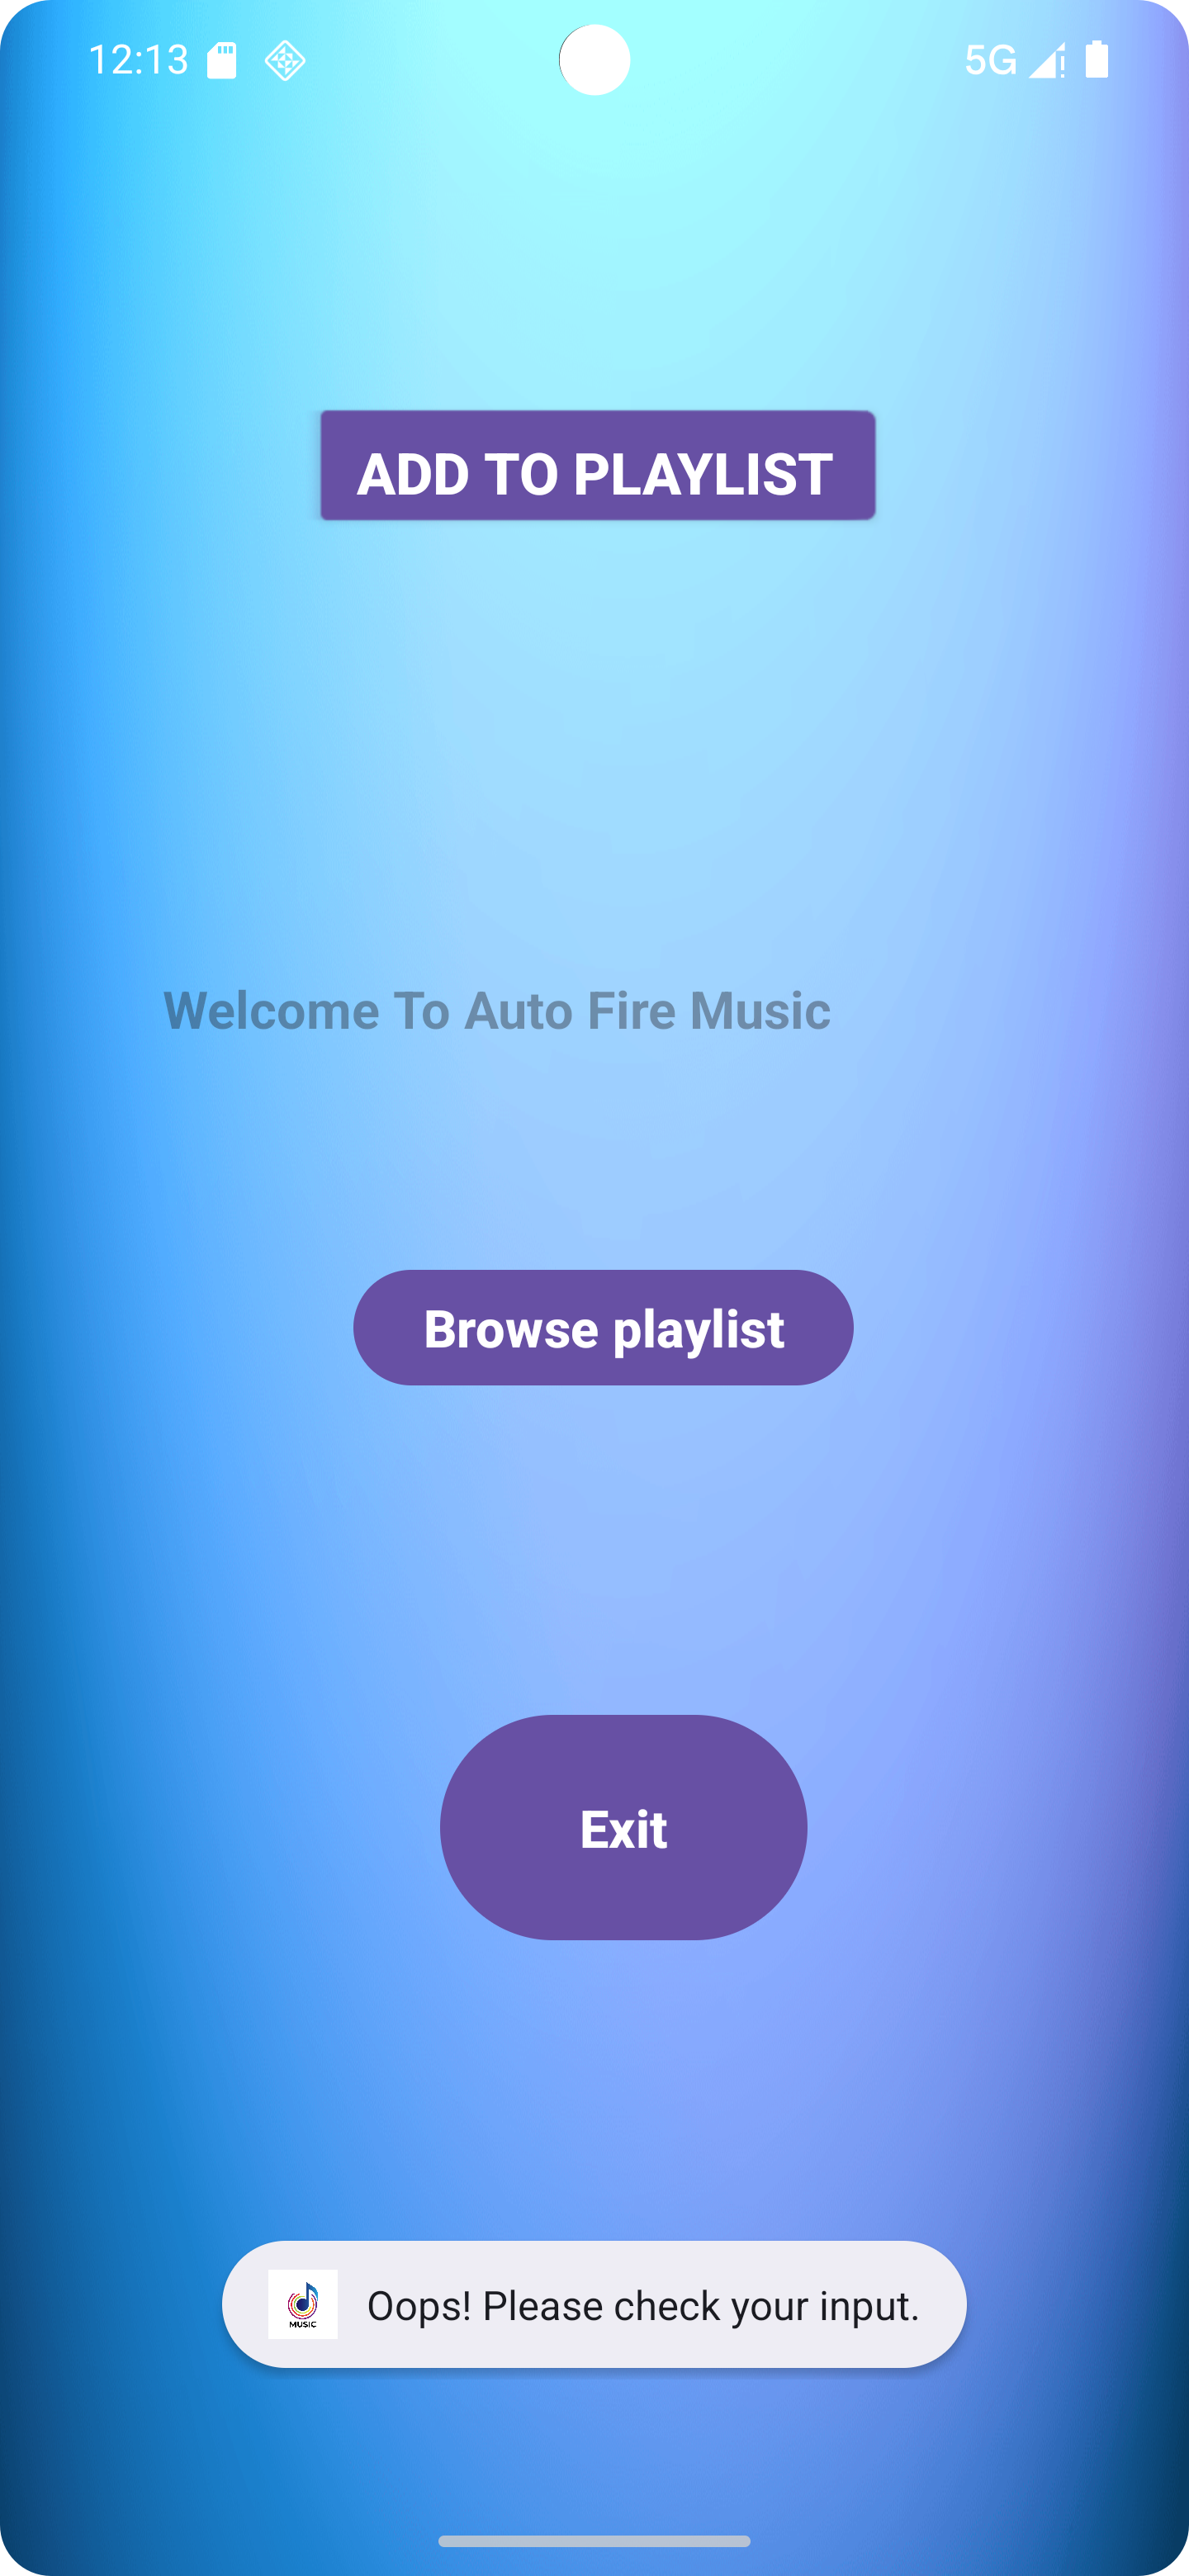 12:13
5G
ADD TO PLAYLIST
Welcome To Auto Fire Music
Browse playlist
Exit
MUSIC
Oops! Please check your input.